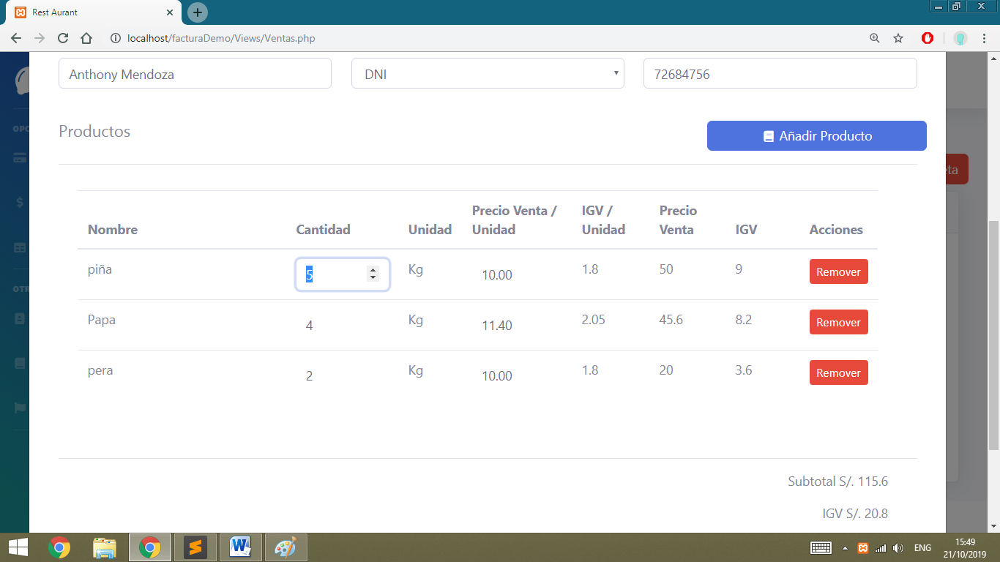 Rest Aurant
localhost/facturaDemo/Views/Ventas.php
Anthony Mendoza DNI 72684756
OPC
Productos Añadir Producto
eta
Nombre Cantidad Unidad Precio Venta / Unidad IGV / Unidad Precio Venta IGV Acciones
piña 5 Kg 10.00 1.8 50 9 Remover
OTR
Papa 4 Kg 11.40 2.05 45.6 8.2 Remover
pera 2 Kg 10.00 1.8 20 3.6 Remover
Subtotal S/. 115.6
IGV S/. 20.8
ENG
15:49
21/10/2019